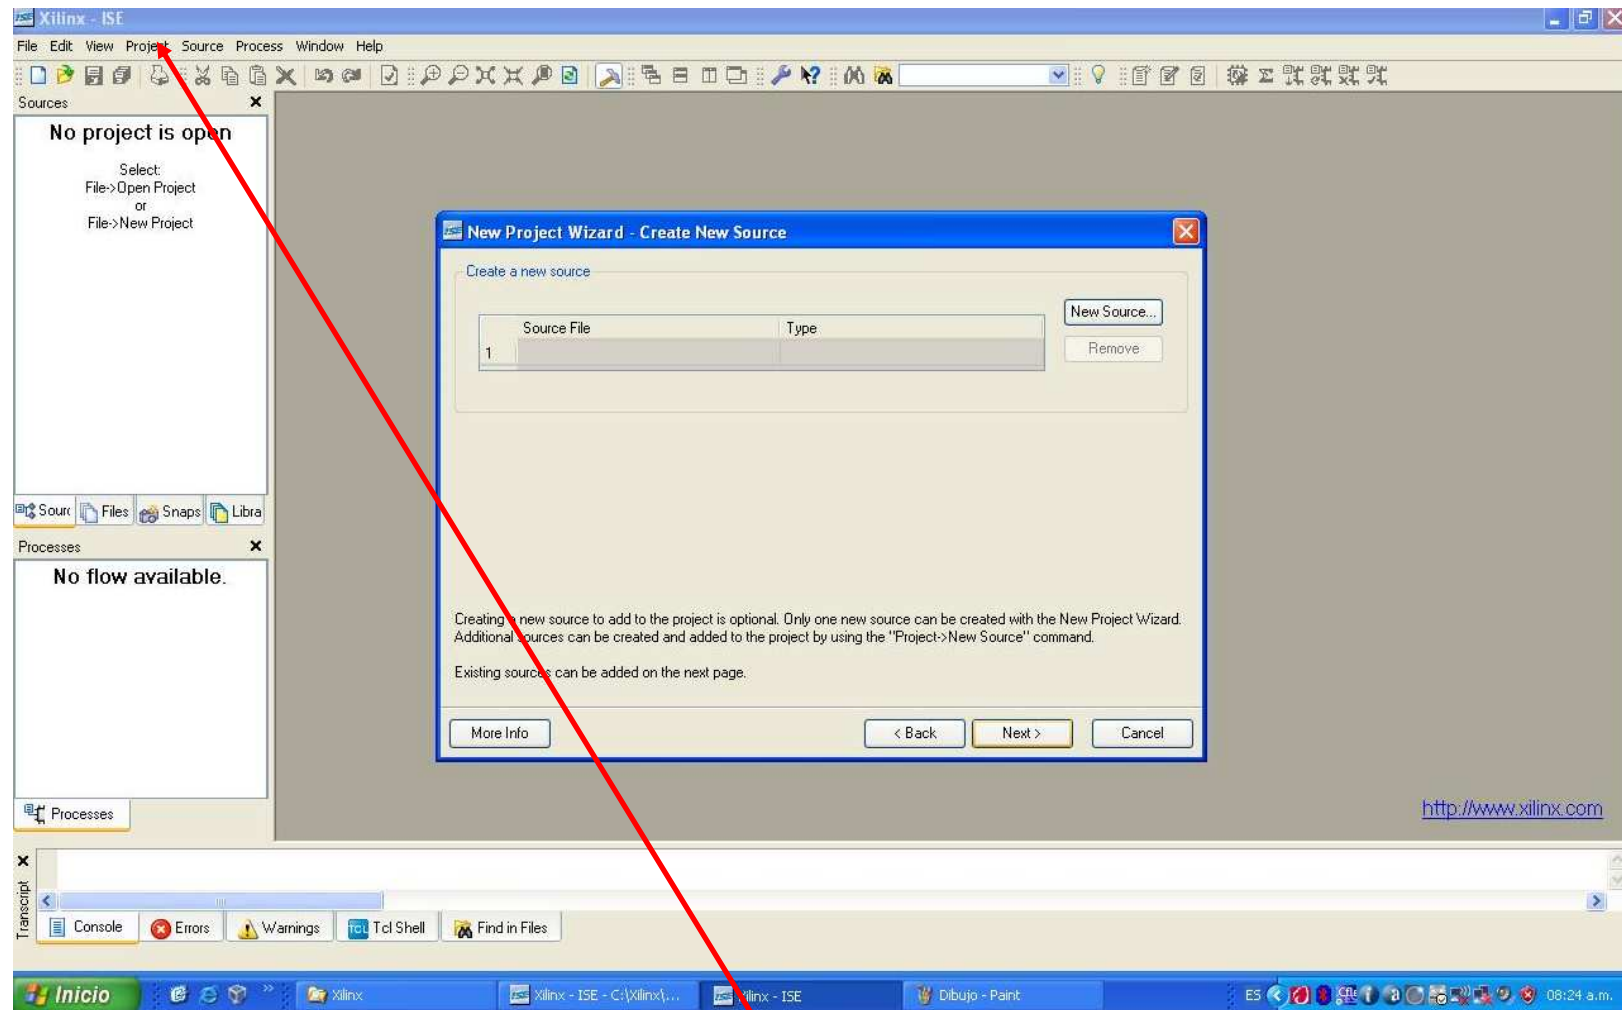 Xilinx - ISE
File Edit View Project Source Process Window Help
Sources
No project is open
Select:
File->Open Project
or
File->New Project
New Project Wizard - Create New Source
Create a new source
Source File Type
1
New Source...
Remove
Creating a new source to add to the project is optional. Only one new source can be created with the New Project Wizard.
Additional sources can be created and added to the project by using the "Project->New Source" command.
Existing sources can be added on the next page.
More Info < Back Next > Cancel
Sourc Files Snaps Libra
Processes
No flow available.
Processes
http://www.xilinx.com
Transcript
Console Errors Warnings Tcl Shell Find in Files
Inicio Xilinx Xilinx - ISE - C:\Xilinx\... Xilinx - ISE Dibujo - Paint ES 08:24 a.m.